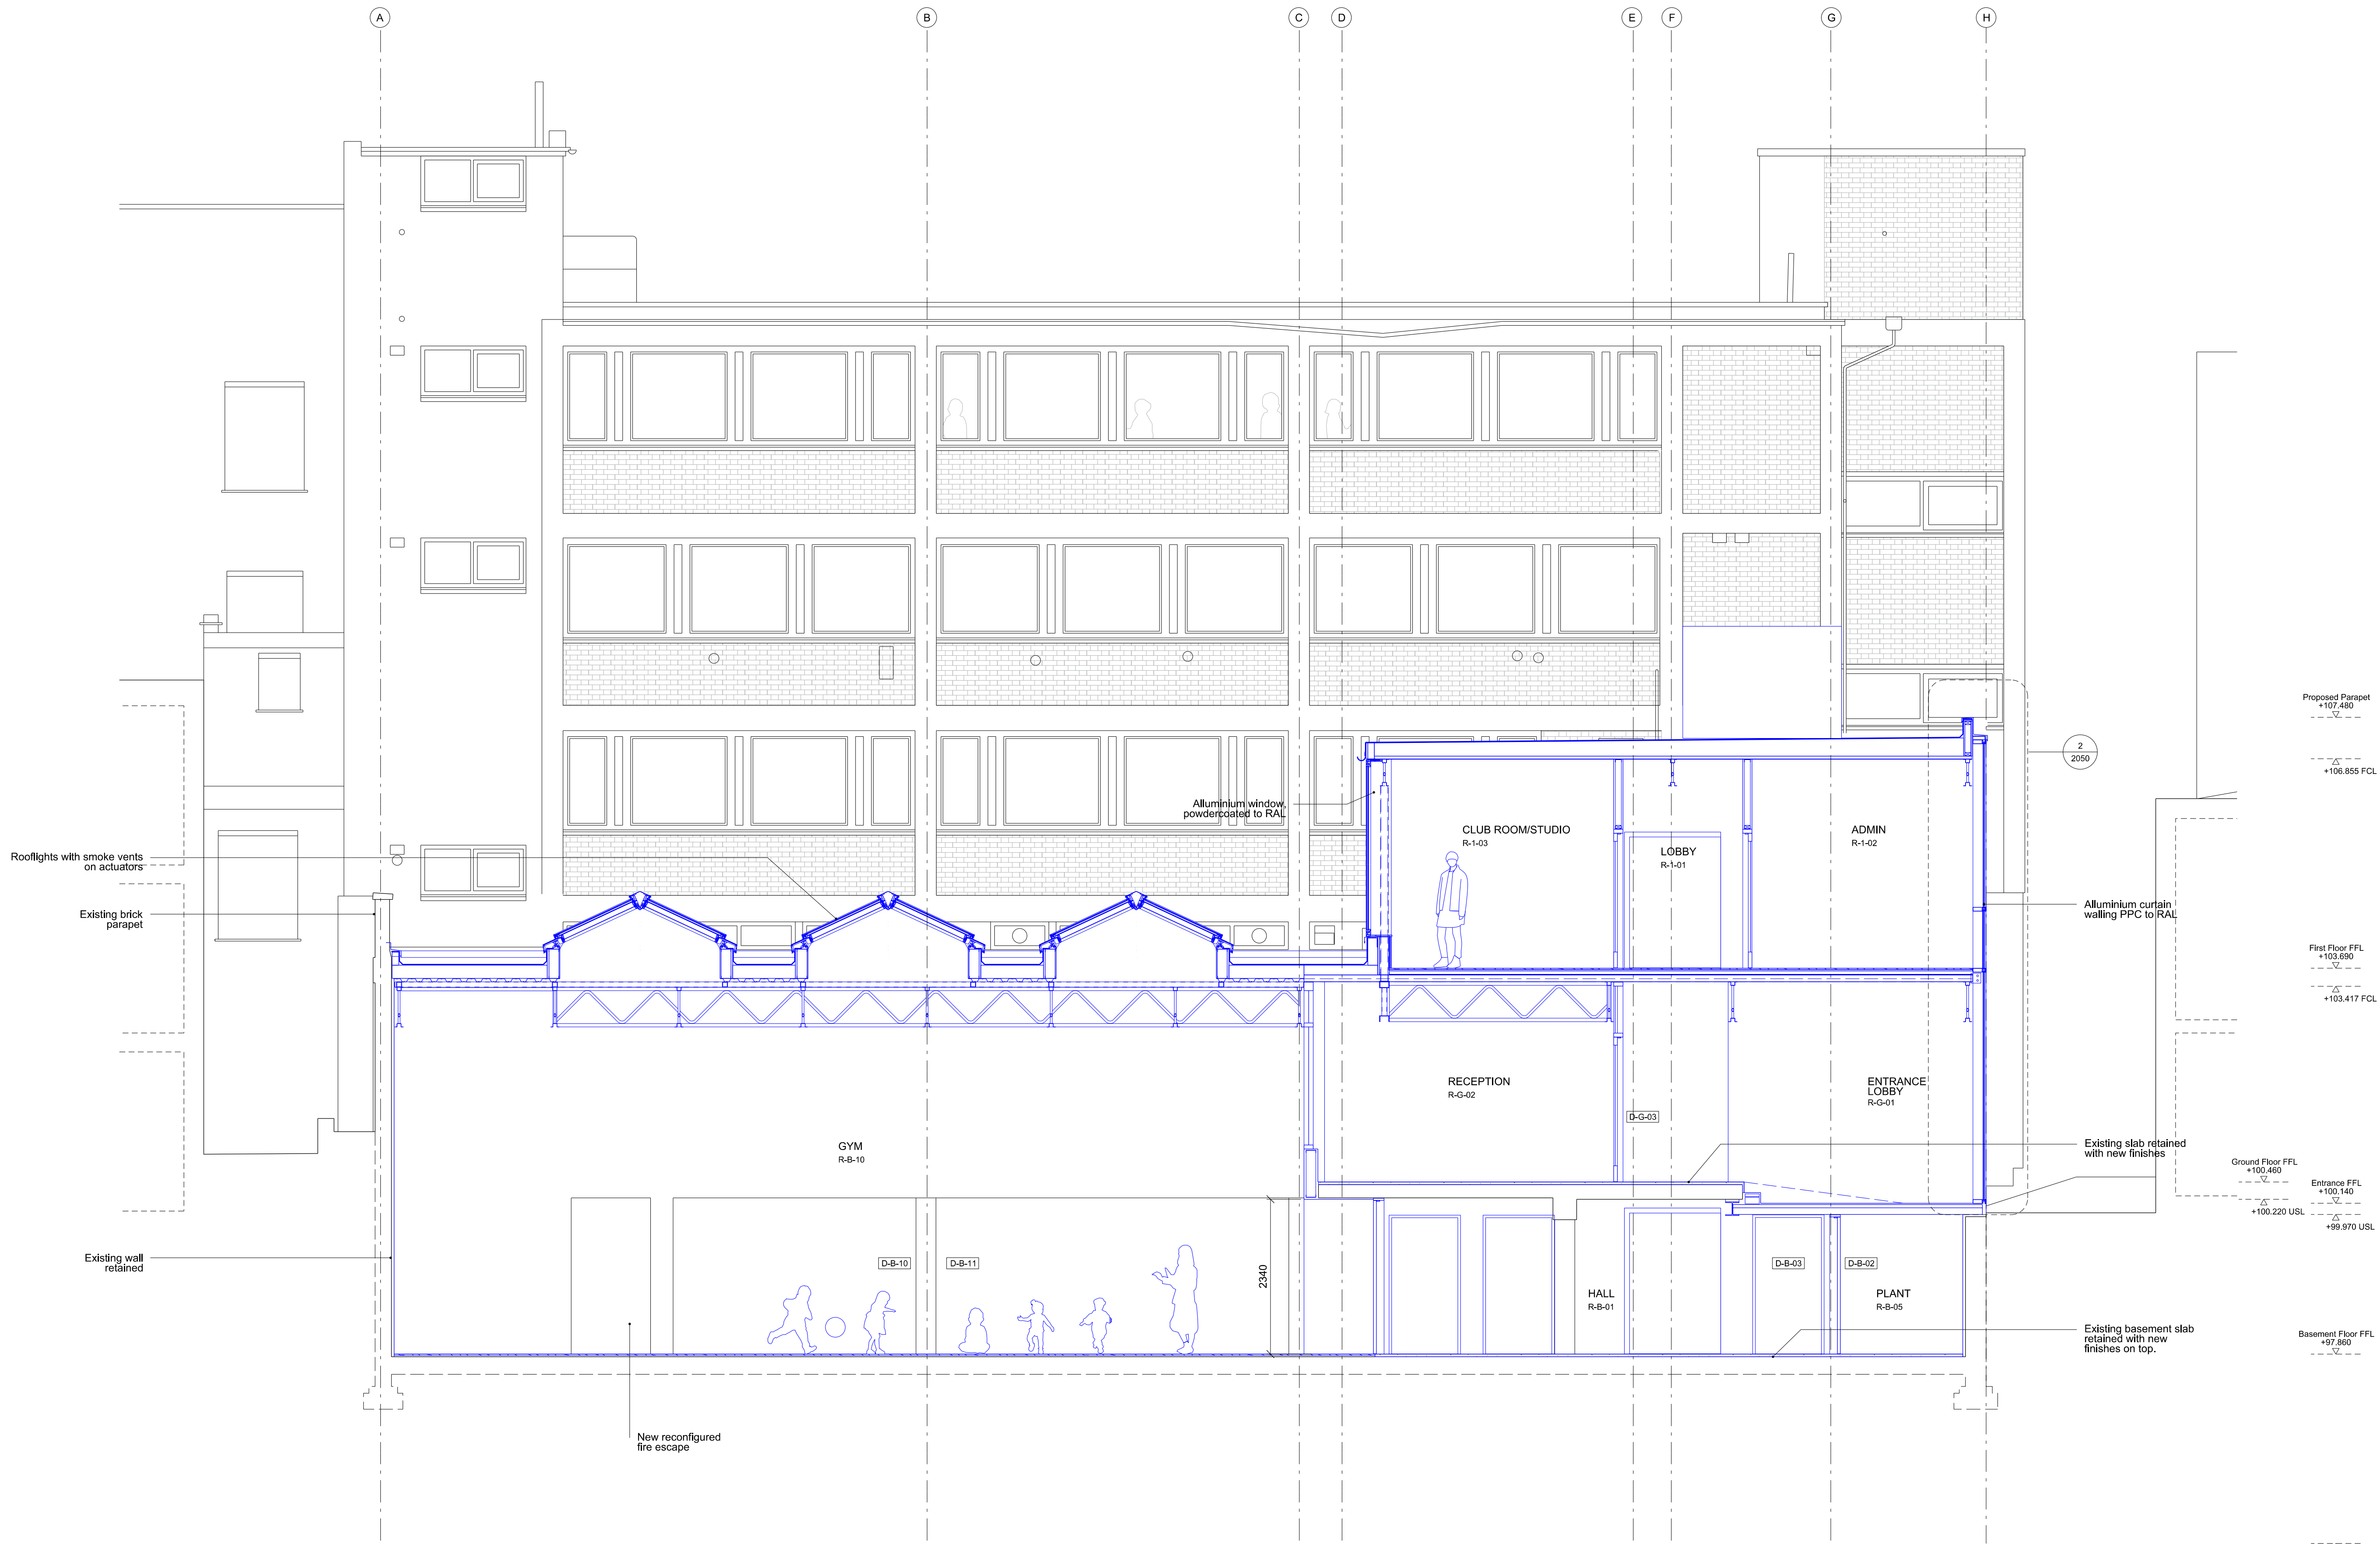 A
B
C
D
E
F
G
H
Proposed Parapet
+107.480
2
2050
+106.855 FCL
Alluminium window,
powdercoated to RAL
CLUB ROOM/STUDIO
R-1-03
LOBBY
R-1-01
ADMIN
R-1-02
Rooflights with smoke vents
on actuators
Existing brick
parapet
Alluminium curtain
walling PPC to RAL
First Floor FFL
+103.690
+103.417 FCL
RECEPTION
R-G-02
ENTRANCE
LOBBY
R-G-01
D-G-03
GYM
R-B-10
Existing slab retained
with new finishes
Ground Floor FFL
+100.460
Entrance FFL
+100.140
+100.220 USL
+99.970 USL
Existing wall
retained
D-B-10
D-B-11
2340
D-B-03
D-B-02
HALL
R-B-01
PLANT
R-B-05
Existing basement slab
retained with new
finishes on top.
Basement Floor FFL
+97.860
New reconfigured
fire escape